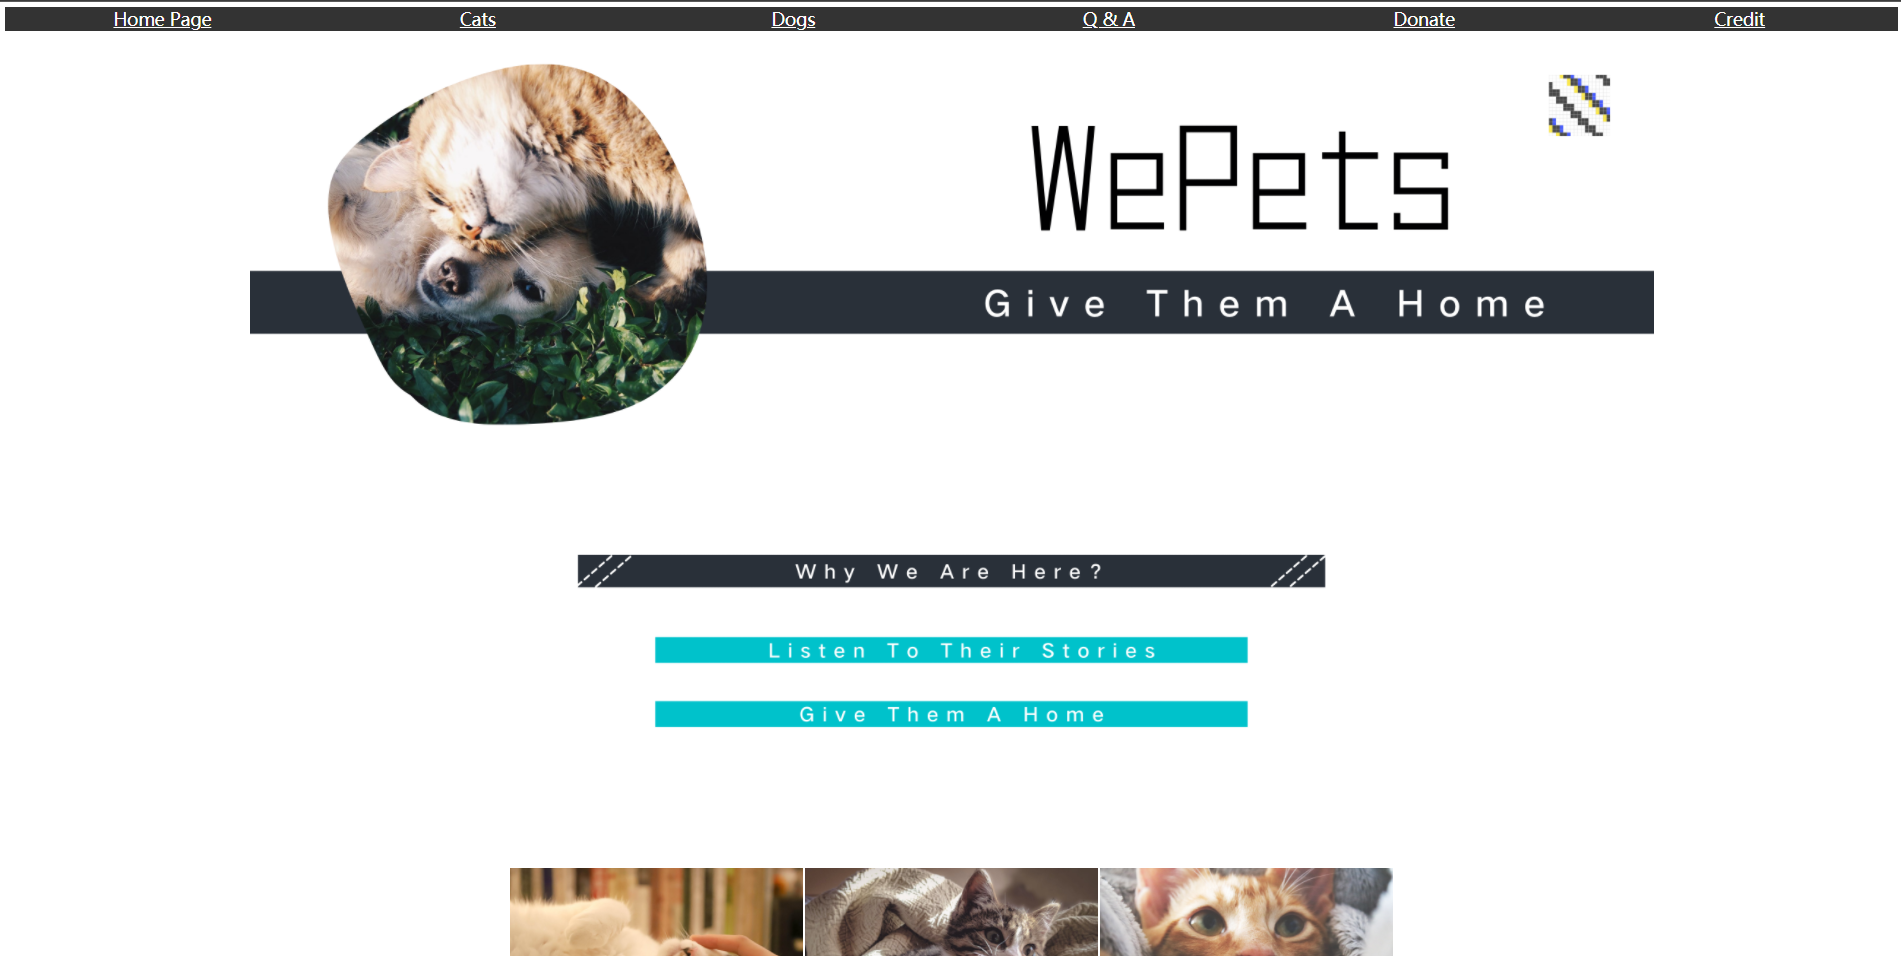 Home Page Cats Dogs Q & A Donate Credit
WePets
Give Them A Home
Why We Are Here?
Listen To Their Stories
Give Them A Home